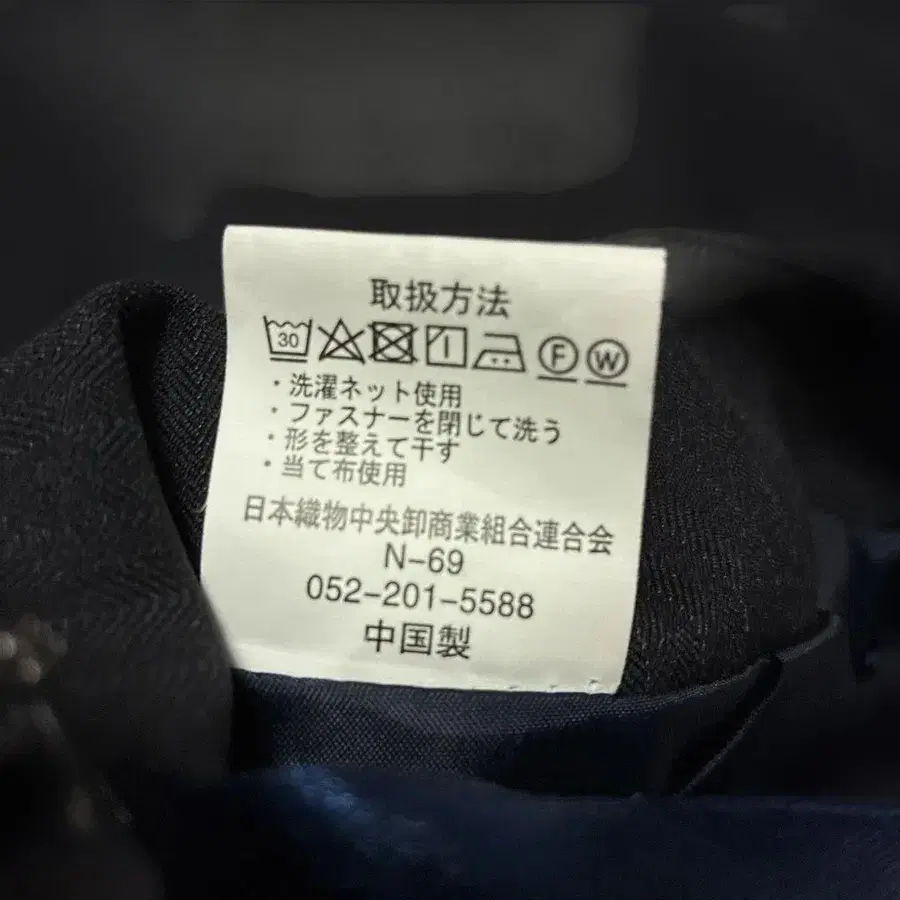 取扱方法
30 F W
・洗濯ネット使用
・ファスナーを閉じて洗う
・形を整えて干す
・当て布使用
日本織物中央卸商業組合連合会
N-69
052-201-5588
中国製